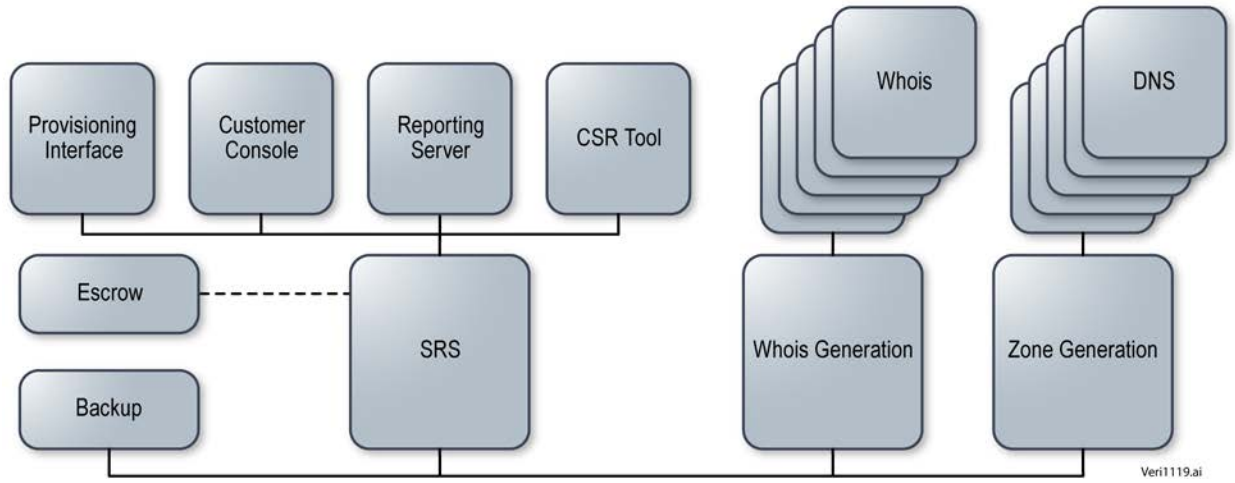 Whois
DNS
Provisioning
Interface
Customer
Console
Reporting
Server
CSR Tool
Escrow
SRS
Whois Generation
Zone Generation
Backup
Veri1119.ai